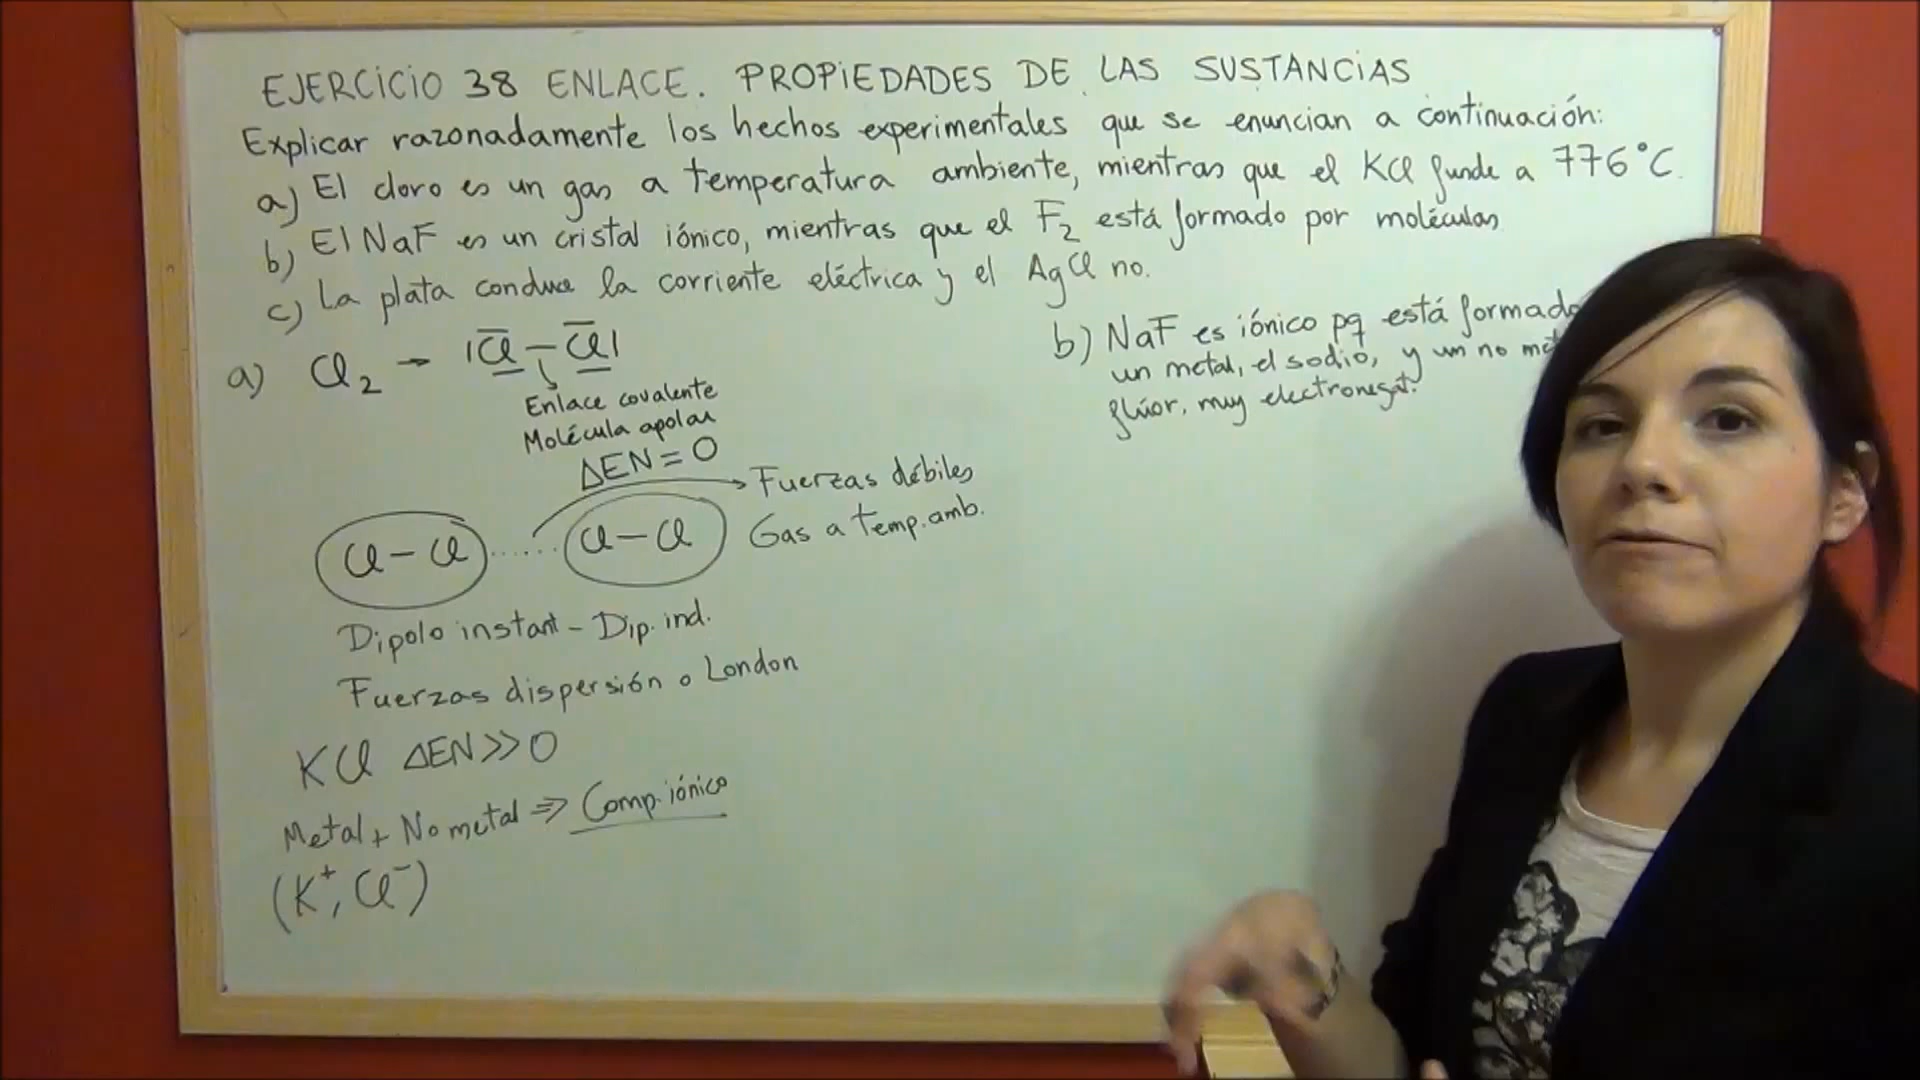 EJERCICIO 38 ENLACE. PROPIEDADES DE LAS SUSTANCIAS
Explicar razonadamente los hechos experimentales que se enuncian a continuación:
a) El cloro es un gas a temperatura ambiente, mientras que el KCl funde a 776°C.
b) El NaF es un cristal iónico, mientras que el F₂ está formado por moléculas
c) La plata conduce la corriente eléctrica y el AgCl no.
a) Cl₂ → |Cl – Cl|
Enlace covalente
Molécula apolar
ΔEN = 0
Fuerzas débiles
Gas a temp. amb.
Cl – Cl ...... Cl – Cl
Dipolo instant – Dip. ind.
Fuerzas dispersión o London
KCl ΔEN >> 0
Metal + No metal ⇒ Comp. iónico
(K⁺, Cl⁻)
b) NaF es iónico pq está formado
un metal, el sodio, y un no
flúor, muy electronegat.